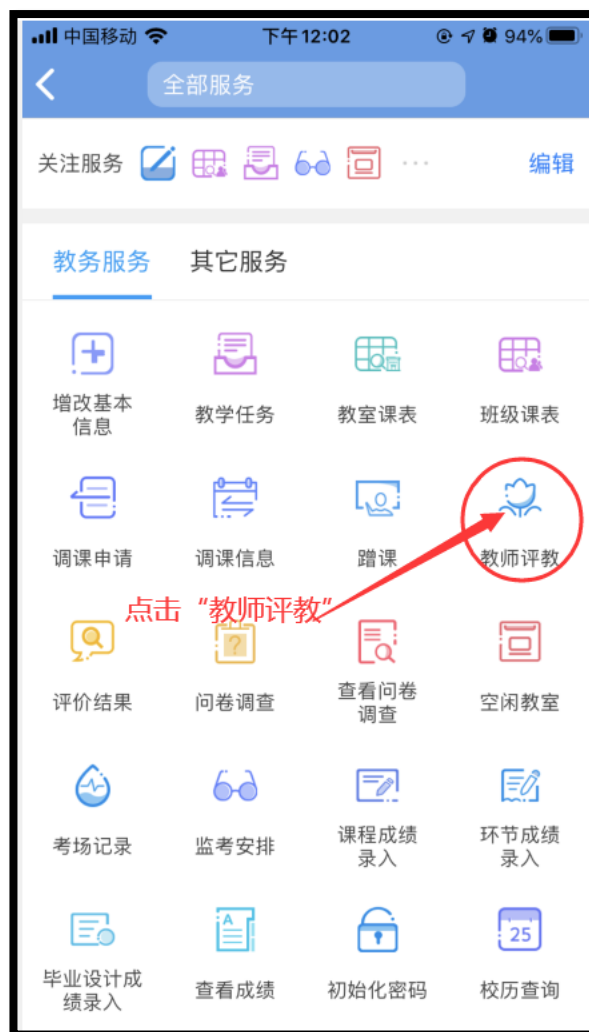 中国移动 下午12:02 94%
全部服务
关注服务 ··· 编辑
教务服务 其它服务
增改基本
信息
教学任务
教室课表
班级课表
调课申请
调课信息
蹭课
教师评教
点击“教师评教”
评价结果
?
问卷调查
查看问卷
调查
空闲教室
考场记录
监考安排
课程成绩
录入
环节成绩
录入
毕业设计成
绩录入
A
查看成绩
初始化密码
25
校历查询